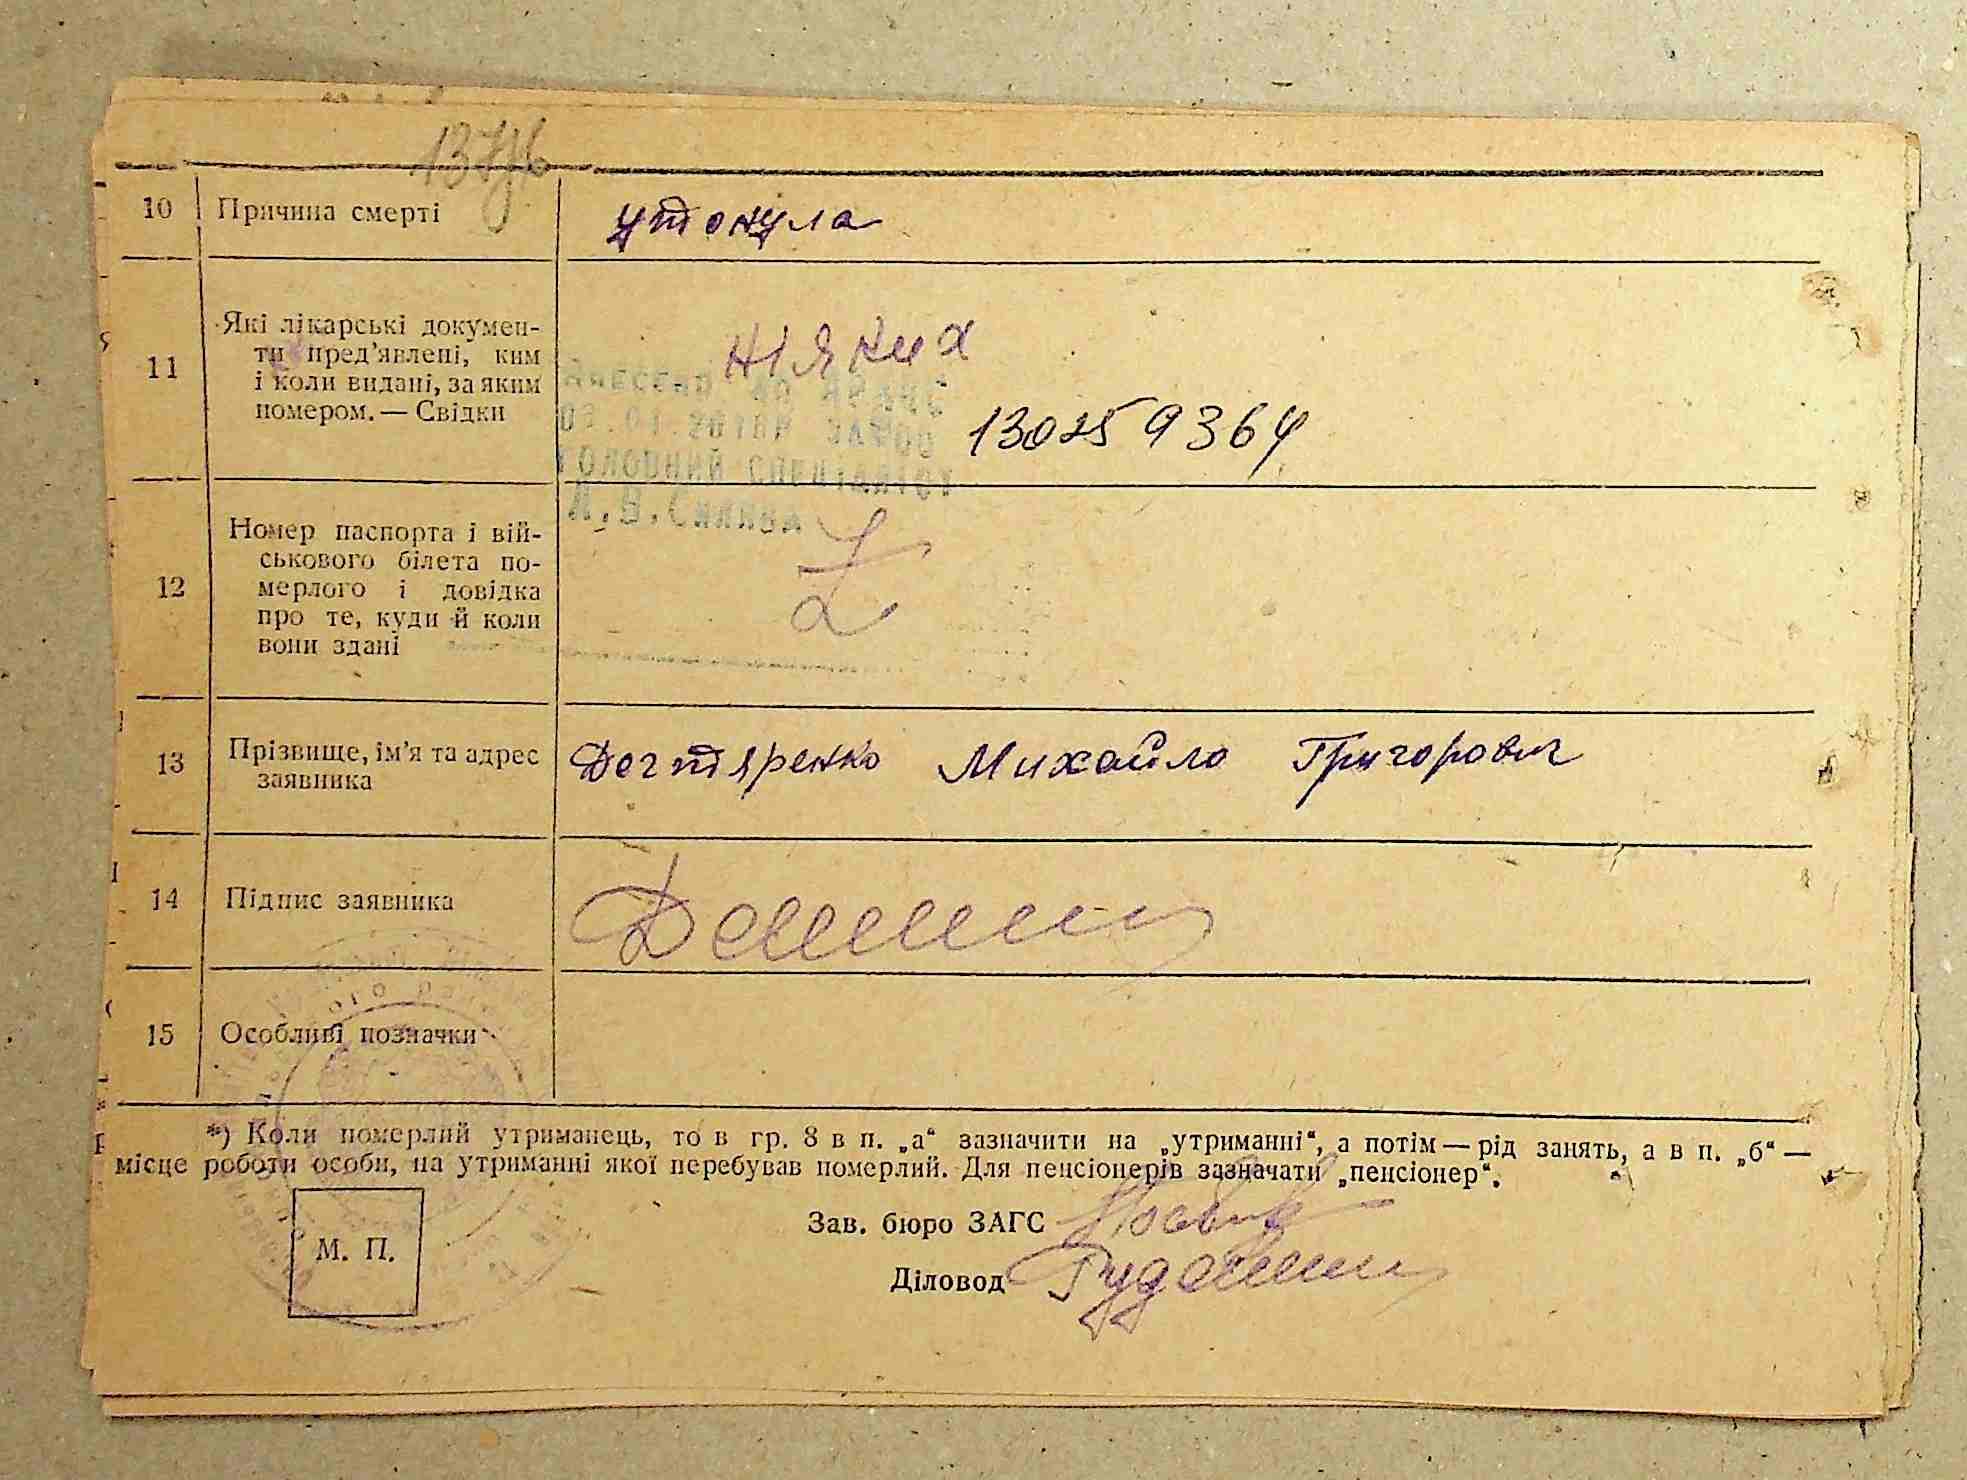 10 Причина смерті утонула
11 Які лікарські докумен-
ти пред’явлені, ким
і коли видані, за яким
номером. — Свідки
ніяких
130259364
Внесено до
Головний спеціаліст
12 Номер паспорта і вій-
ськового білета по-
мерлого і довідка
про те, куди й коли
вони здані
13 Прізвище, ім’я та адрес
заявника
Дегтяренко Михайло Григорович
14 Підпис заявника
15 Особливі позначки
*) Коли померлий утриманець, то в гр. 8 в п. „а“ зазначити на „утриманні“, а потім — рід занять, а в п. „б“ —
місце роботи особи, на утриманні якої перебував померлий. Для пенсіонерів зазначати „пенсіонер“.
Зав. бюро ЗАГС
М. П.
Діловод